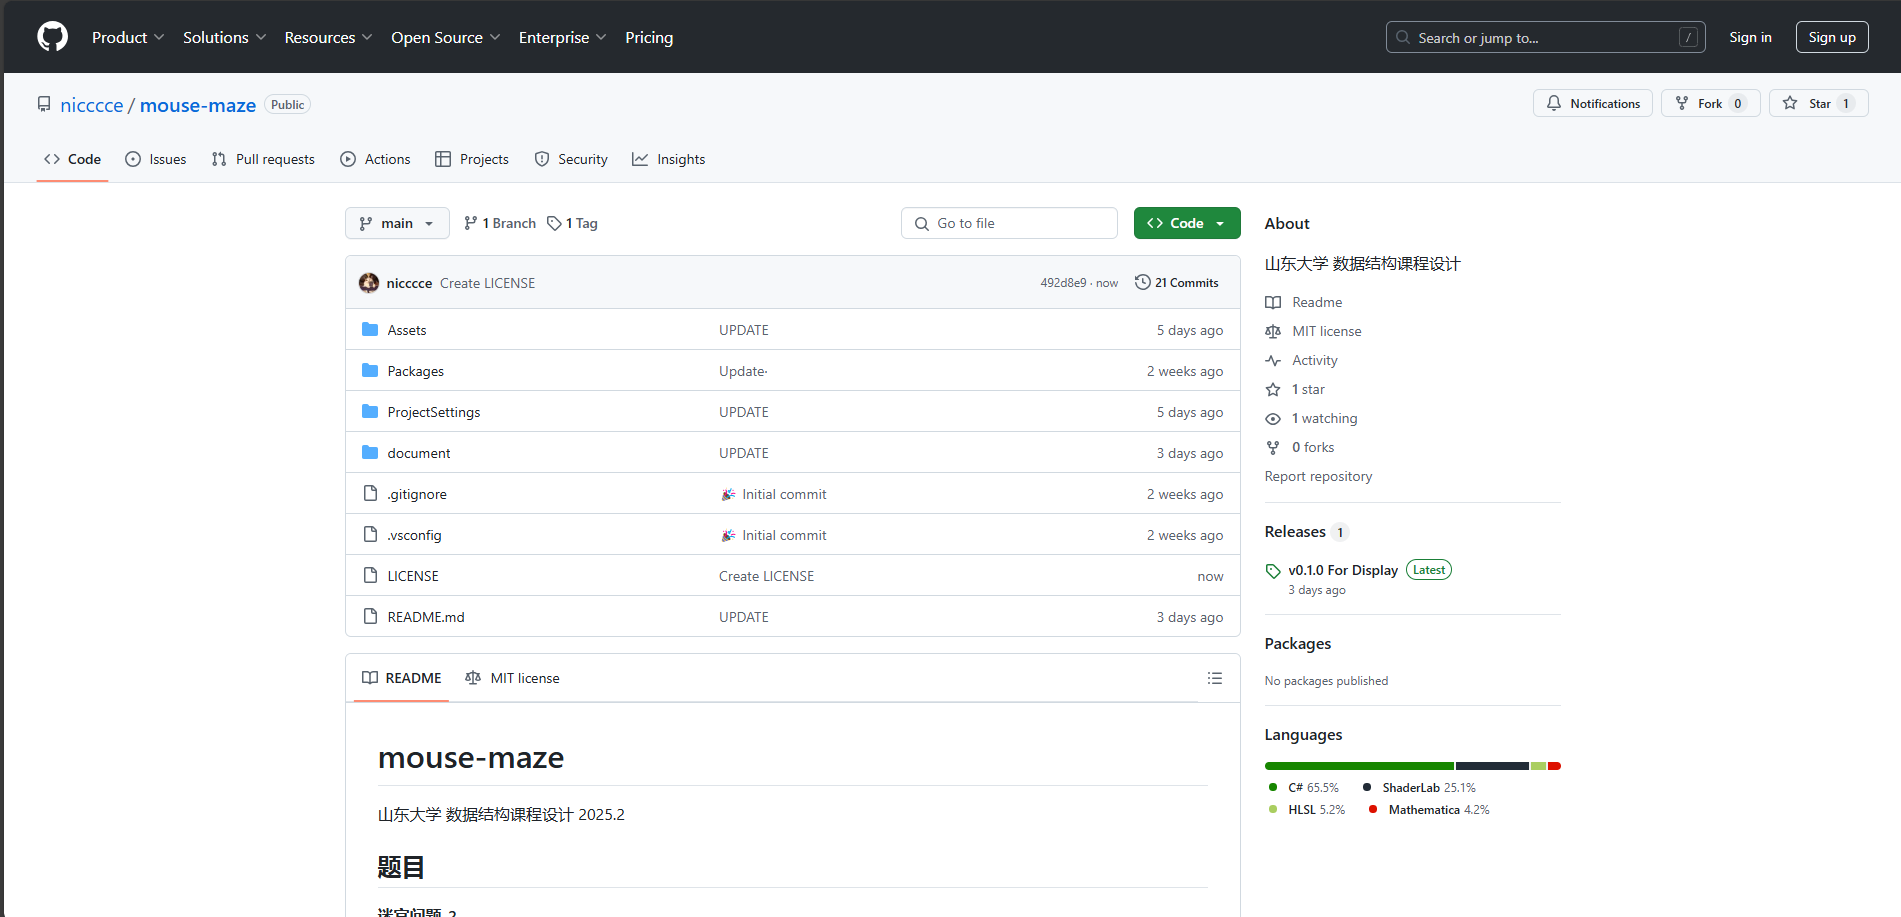 Product Solutions Resources Open Source Enterprise Pricing Search or jump to... / Sign in Sign up
nicccce / mouse-maze Public Notifications Fork 0 Star 1
Code Issues Pull requests Actions Projects Security Insights
main 1 Branch 1 Tag Go to file Code
nicccce Create LICENSE 492d8e9 · now 21 Commits
Assets UPDATE 5 days ago
Packages Update· 2 weeks ago
ProjectSettings UPDATE 5 days ago
document UPDATE 3 days ago
.gitignore 🎉 Initial commit 2 weeks ago
.vsconfig 🎉 Initial commit 2 weeks ago
LICENSE Create LICENSE now
README.md UPDATE 3 days ago
README MIT license
mouse-maze
山东大学 数据结构课程设计 2025.2
题目
迷宫问题 2
About
山东大学 数据结构课程设计
Readme
MIT license
Activity
1 star
1 watching
0 forks
Report repository
Releases 1
v0.1.0 For Display Latest
3 days ago
Packages
No packages published
Languages
C# 65.5% ShaderLab 25.1%
HLSL 5.2% Mathematica 4.2%